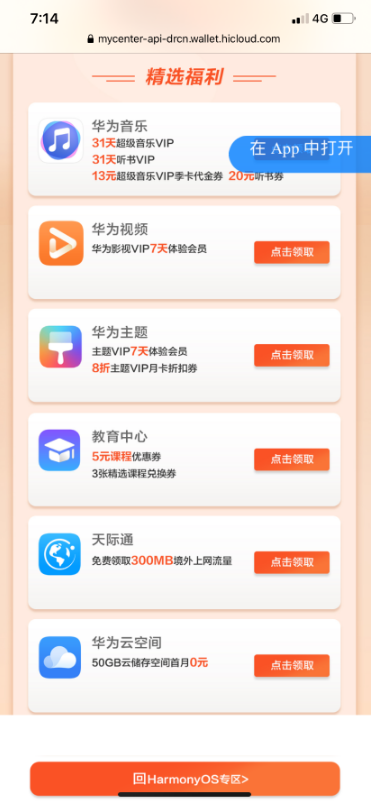 7:14
4G
mycenter-api-drcn.wallet.hicloud.com
精选福利
华为音乐
31天超级音乐VIP
在 App 中打开
31天听书VIP
13元超级音乐VIP季卡代金券 20元听书券
华为视频
华为影视VIP7天体验会员
点击领取
华为主题
主题VIP7天体验会员
点击领取
8折主题VIP月卡折扣券
教育中心
5元课程优惠券
点击领取
3张精选课程兑换券
天际通
免费领取300MB境外上网流量
点击领取
华为云空间
50GB云储存空间首月0元
点击领取
回HarmonyOS专区>